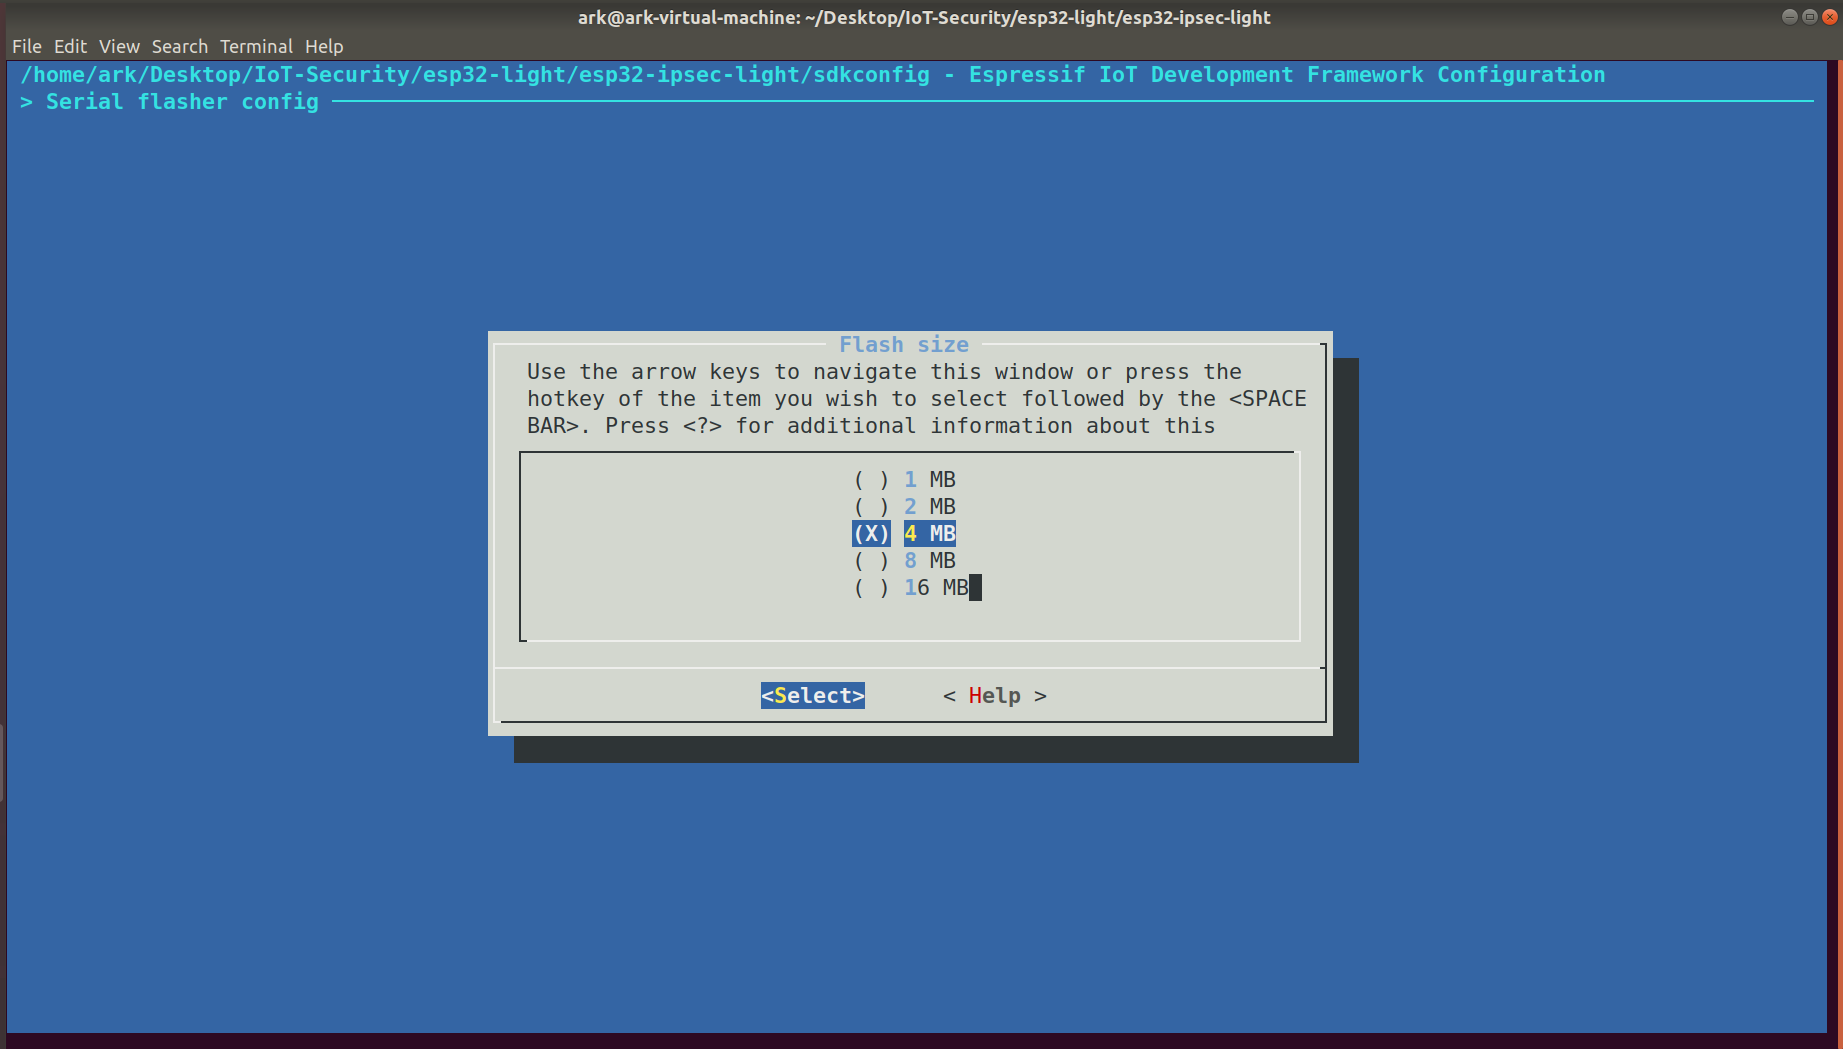 ark@ark-virtual-machine: ~/Desktop/IoT-Security/esp32-light/esp32-ipsec-light
File Edit View Search Terminal Help
/home/ark/Desktop/IoT-Security/esp32-light/esp32-ipsec-light/sdkconfig - Espressif IoT Development Framework Configuration
> Serial flasher config
Flash size
Use the arrow keys to navigate this window or press the
hotkey of the item you wish to select followed by the <SPACE
BAR>. Press <?> for additional information about this
( ) 1 MB
( ) 2 MB
(X) 4 MB
( ) 8 MB
( ) 16 MB
<Select> < Help >